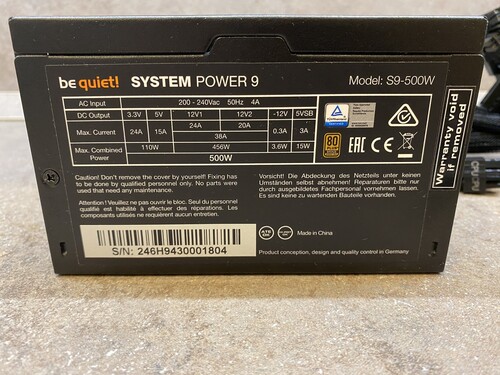 be quiet! SYSTEM POWER 9 Model: S9-500W
AC Input 200 - 240Vac 50Hz 4A
DC Output 3.3V 5V 12V1 12V2 -12V 5VSB
Max. Current 24A 15A 24A 20A 0.3A 3A
38A
Max. Combined Power 110W 456W 3.6W 15W
500W
80 PLUS
BRONZE
EAC CE
Warranty void
if removed
Caution! Don't remove the cover by yourself! Fixing has
to be done by qualified personnel only. No parts were
used that need any maintenance.
Vorsicht! Die Abdeckung des Netzteils unter keinen
Umständen selbst abnehmen! Reparaturen bitte nur
durch ausgebildetes Fachpersonal vornehmen lassen.
Es sind keine zu wartenden Bauteile vorhanden.
Attention ! Veuillez ne pas ouvrir le bloc. Seul du personnel
qualifié est habilité à effectuer des réparations. Les
composants utilisés ne requièrent aucun entretien.
S/N: 246H9430001804
Made in China
Product conception, design and quality control in Germany